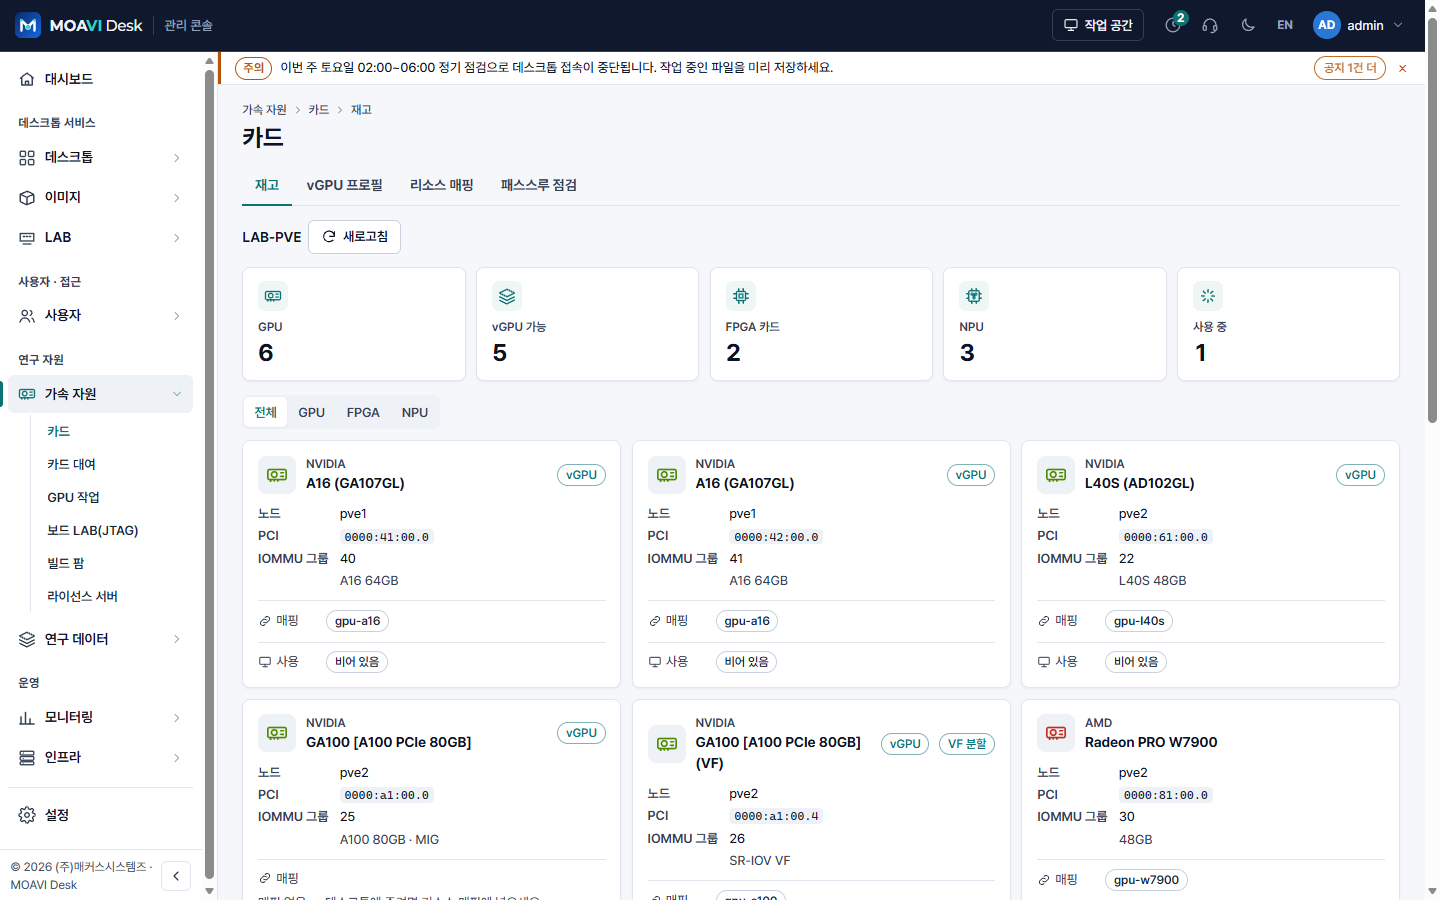 MOAVI Desk
관리 콘솔
작업 공간
2
EN
AD
admin
대시보드
데스크톱 서비스
데스크톱
이미지
LAB
사용자 · 접근
사용자
연구 자원
가속 자원
카드
카드 대여
GPU 작업
보드 LAB(JTAG)
빌드 팜
라이선스 서버
연구 데이터
운영
모니터링
인프라
설정
© 2026 (주)매커스시스템즈 ·
MOAVI Desk
주의 이번 주 토요일 02:00~06:00 정기 점검으로 데스크톱 접속이 중단됩니다. 작업 중인 파일을 미리 저장하세요. 공지 1건 더 ×
가속 자원 > 카드 > 재고
카드
재고 vGPU 프로필 리소스 매핑 패스스루 점검
LAB-PVE 새로고침
GPU
6
vGPU 가능
5
FPGA 카드
2
NPU
3
사용 중
1
전체 GPU FPGA NPU
NVIDIA
A16 (GA107GL)
vGPU
노드 pve1
PCI 0000:41:00.0
IOMMU 그룹 40
A16 64GB
매핑 gpu-a16
사용 비어 있음
NVIDIA
A16 (GA107GL)
vGPU
노드 pve1
PCI 0000:42:00.0
IOMMU 그룹 41
A16 64GB
매핑 gpu-a16
사용 비어 있음
NVIDIA
L40S (AD102GL)
vGPU
노드 pve2
PCI 0000:61:00.0
IOMMU 그룹 22
L40S 48GB
매핑 gpu-l40s
사용 비어 있음
NVIDIA
GA100 [A100 PCIe 80GB]
vGPU
노드 pve2
PCI 0000:a1:00.0
IOMMU 그룹 25
A100 80GB · MIG
매핑
NVIDIA
GA100 [A100 PCIe 80GB]
(VF)
vGPU VF 분할
노드 pve2
PCI 0000:a1:00.4
IOMMU 그룹 26
SR-IOV VF
매핑 gpu-a100
AMD
Radeon PRO W7900
노드 pve2
PCI 0000:81:00.0
IOMMU 그룹 30
48GB
매핑 gpu-w7900